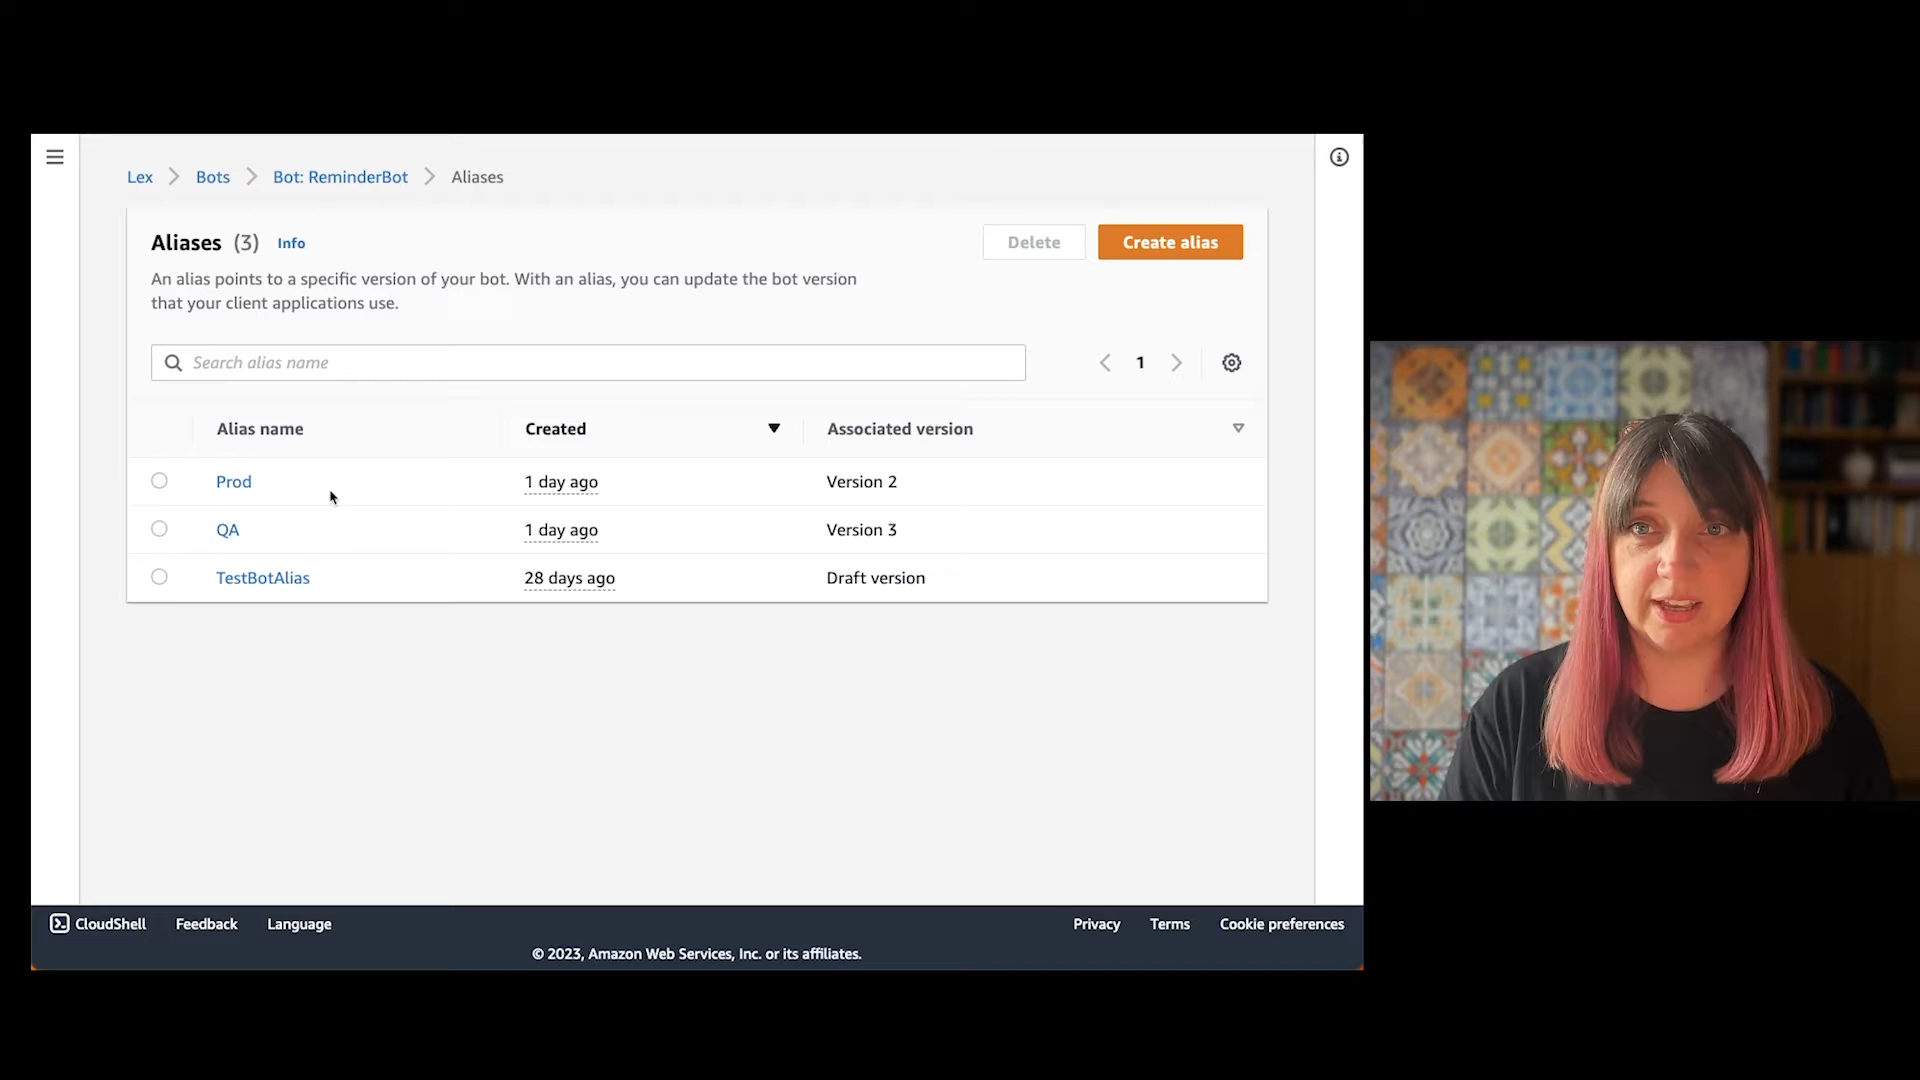 Lex > Bots > Bot: ReminderBot > Aliases
Aliases (3) Info
Delete
Create alias
An alias points to a specific version of your bot. With an alias, you can update the bot version
that your client applications use.
Search alias name
1
Alias name Created Associated version
Prod 1 day ago Version 2
QA 1 day ago Version 3
TestBotAlias 28 days ago Draft version
CloudShell Feedback Language Privacy Terms Cookie preferences
© 2023, Amazon Web Services, Inc. or its affiliates.